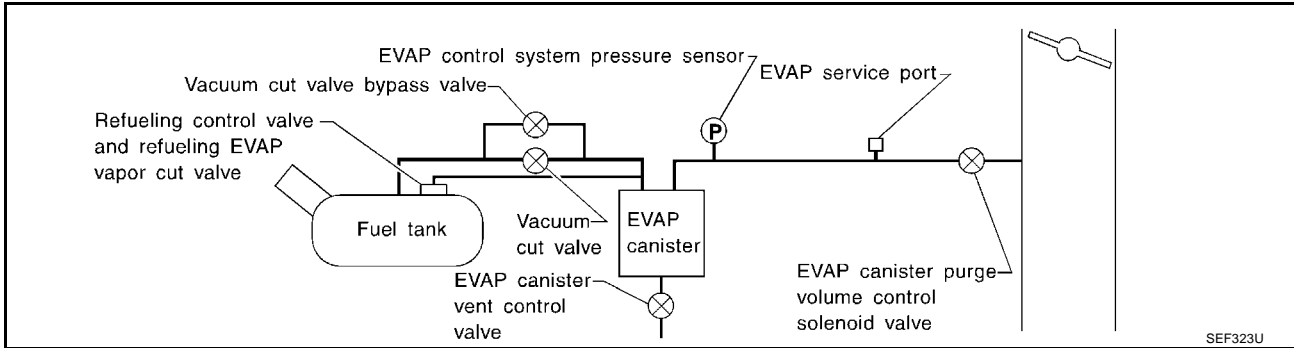 EVAP control system pressure sensor
EVAP service port
Vacuum cut valve bypass valve
Refueling control valve
and refueling EVAP
vapor cut valve
P
Fuel tank
Vacuum
cut valve
EVAP
canister
EVAP canister
vent control
valve
EVAP canister purge
volume control
solenoid valve
SEF323U